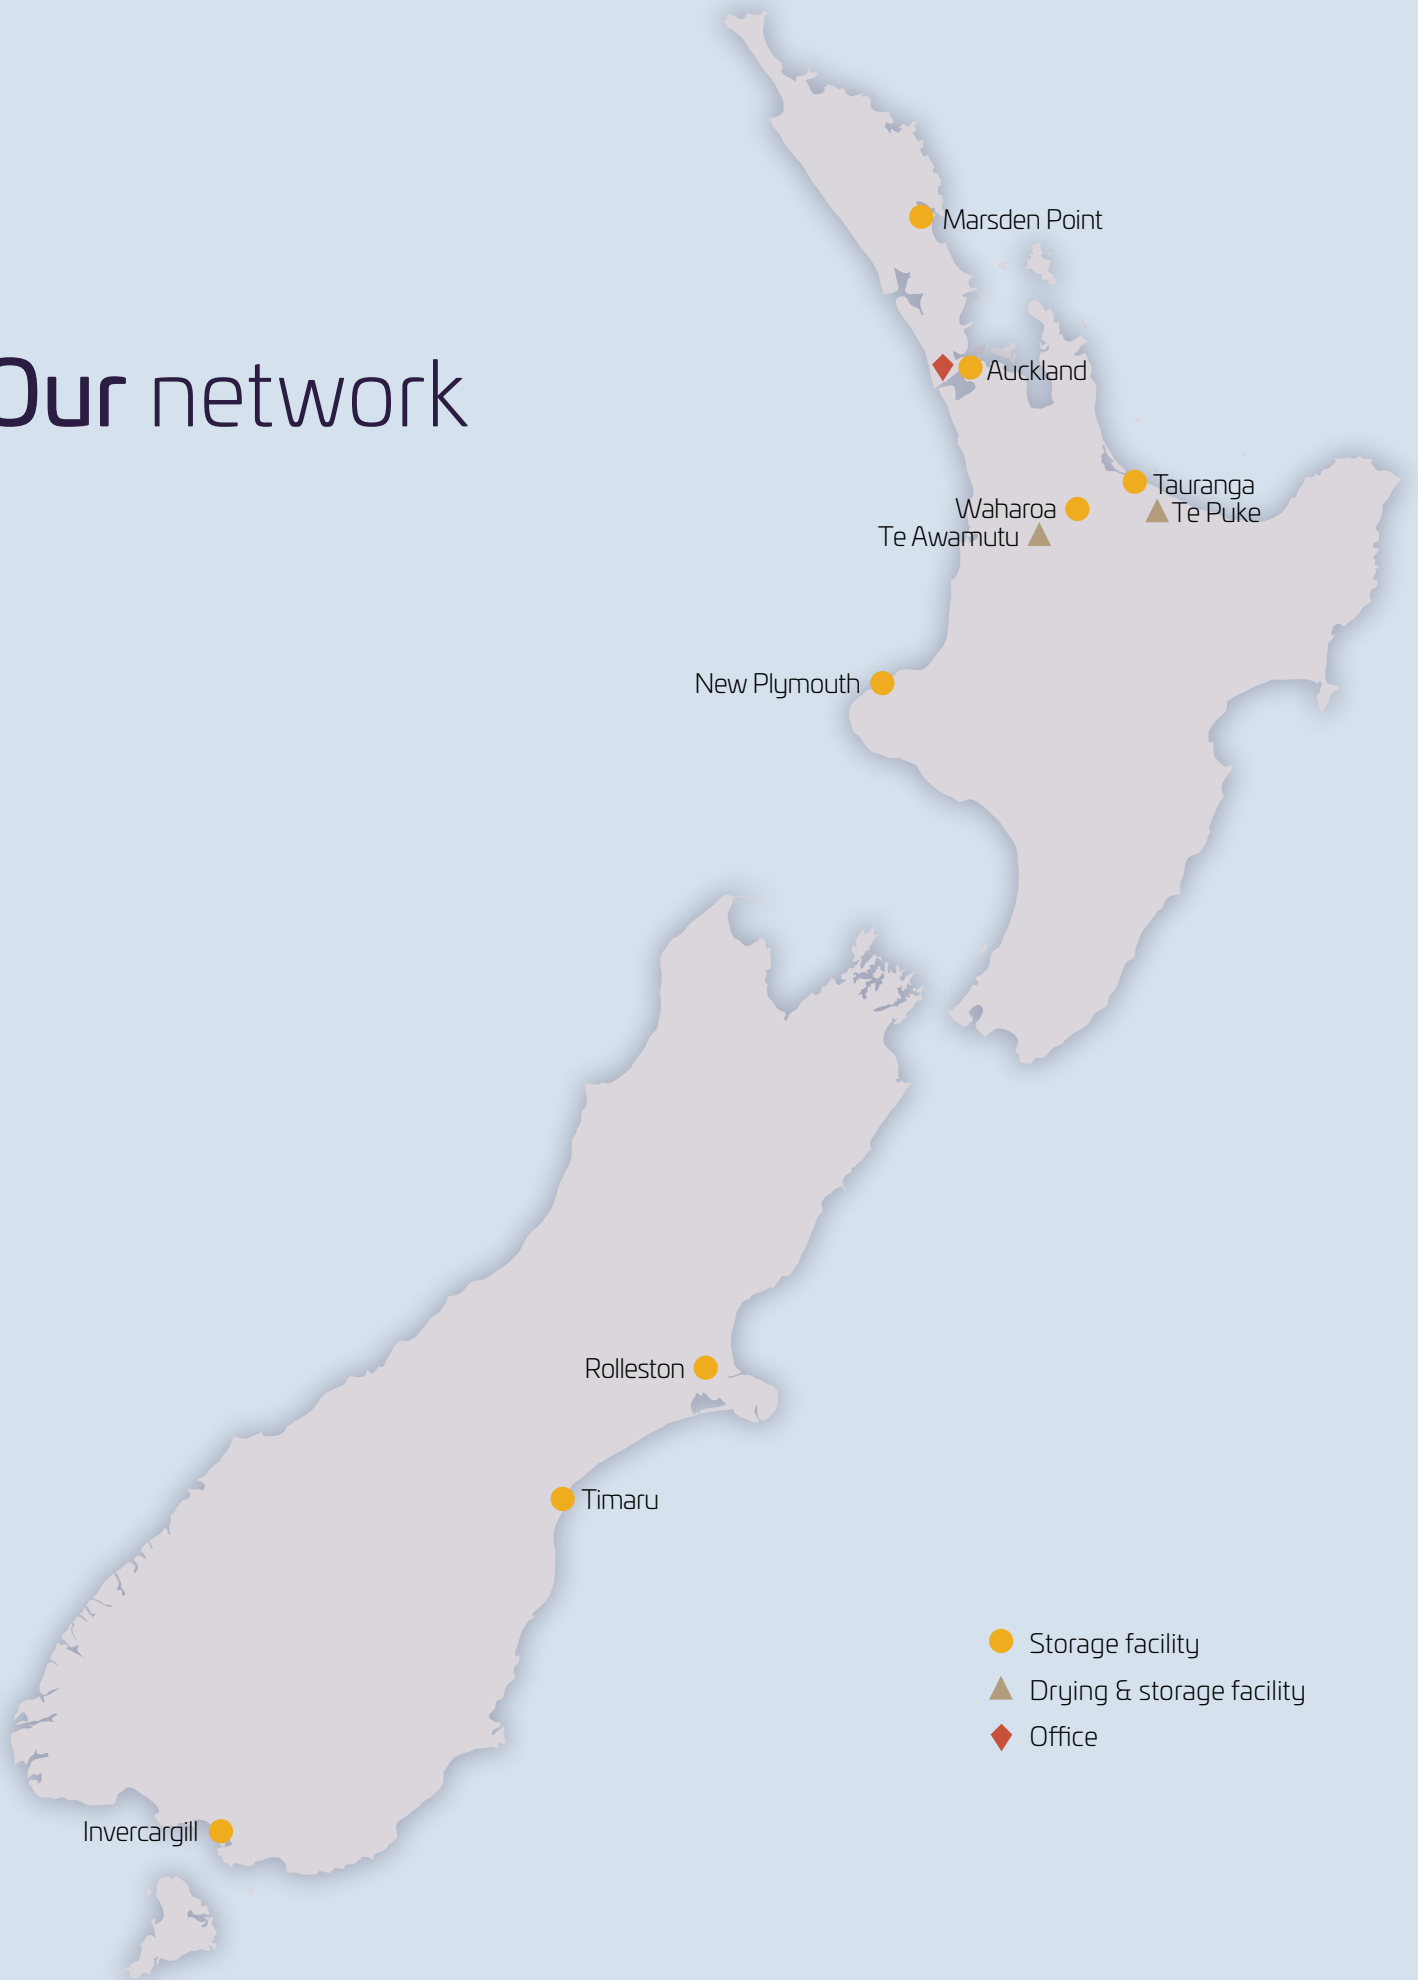 Our network
Marsden Point
Auckland
Tauranga
Waharoa
Te Puke
Te Awamutu
New Plymouth
Rolleston
Timaru
Storage facility
Drying & storage facility
Office
Invercargill